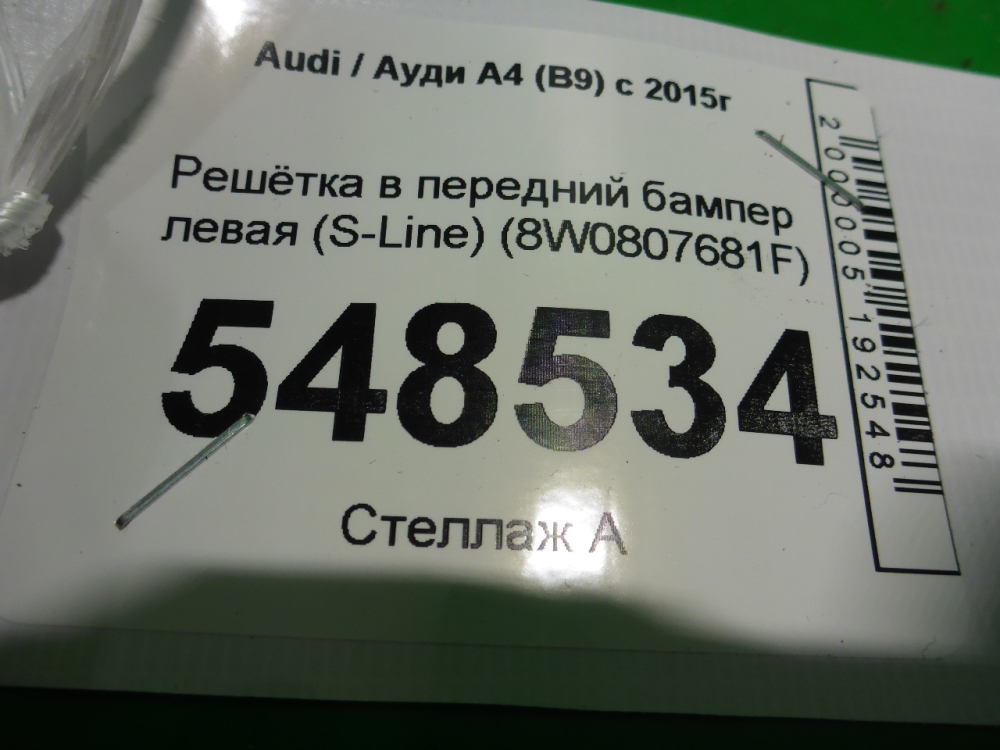 Audi / Ауди A4 (B9) с 2015г
Решётка в передний бампер
левая (S-Line) (8W0807681F)
548534
Стеллаж А
2000005192548